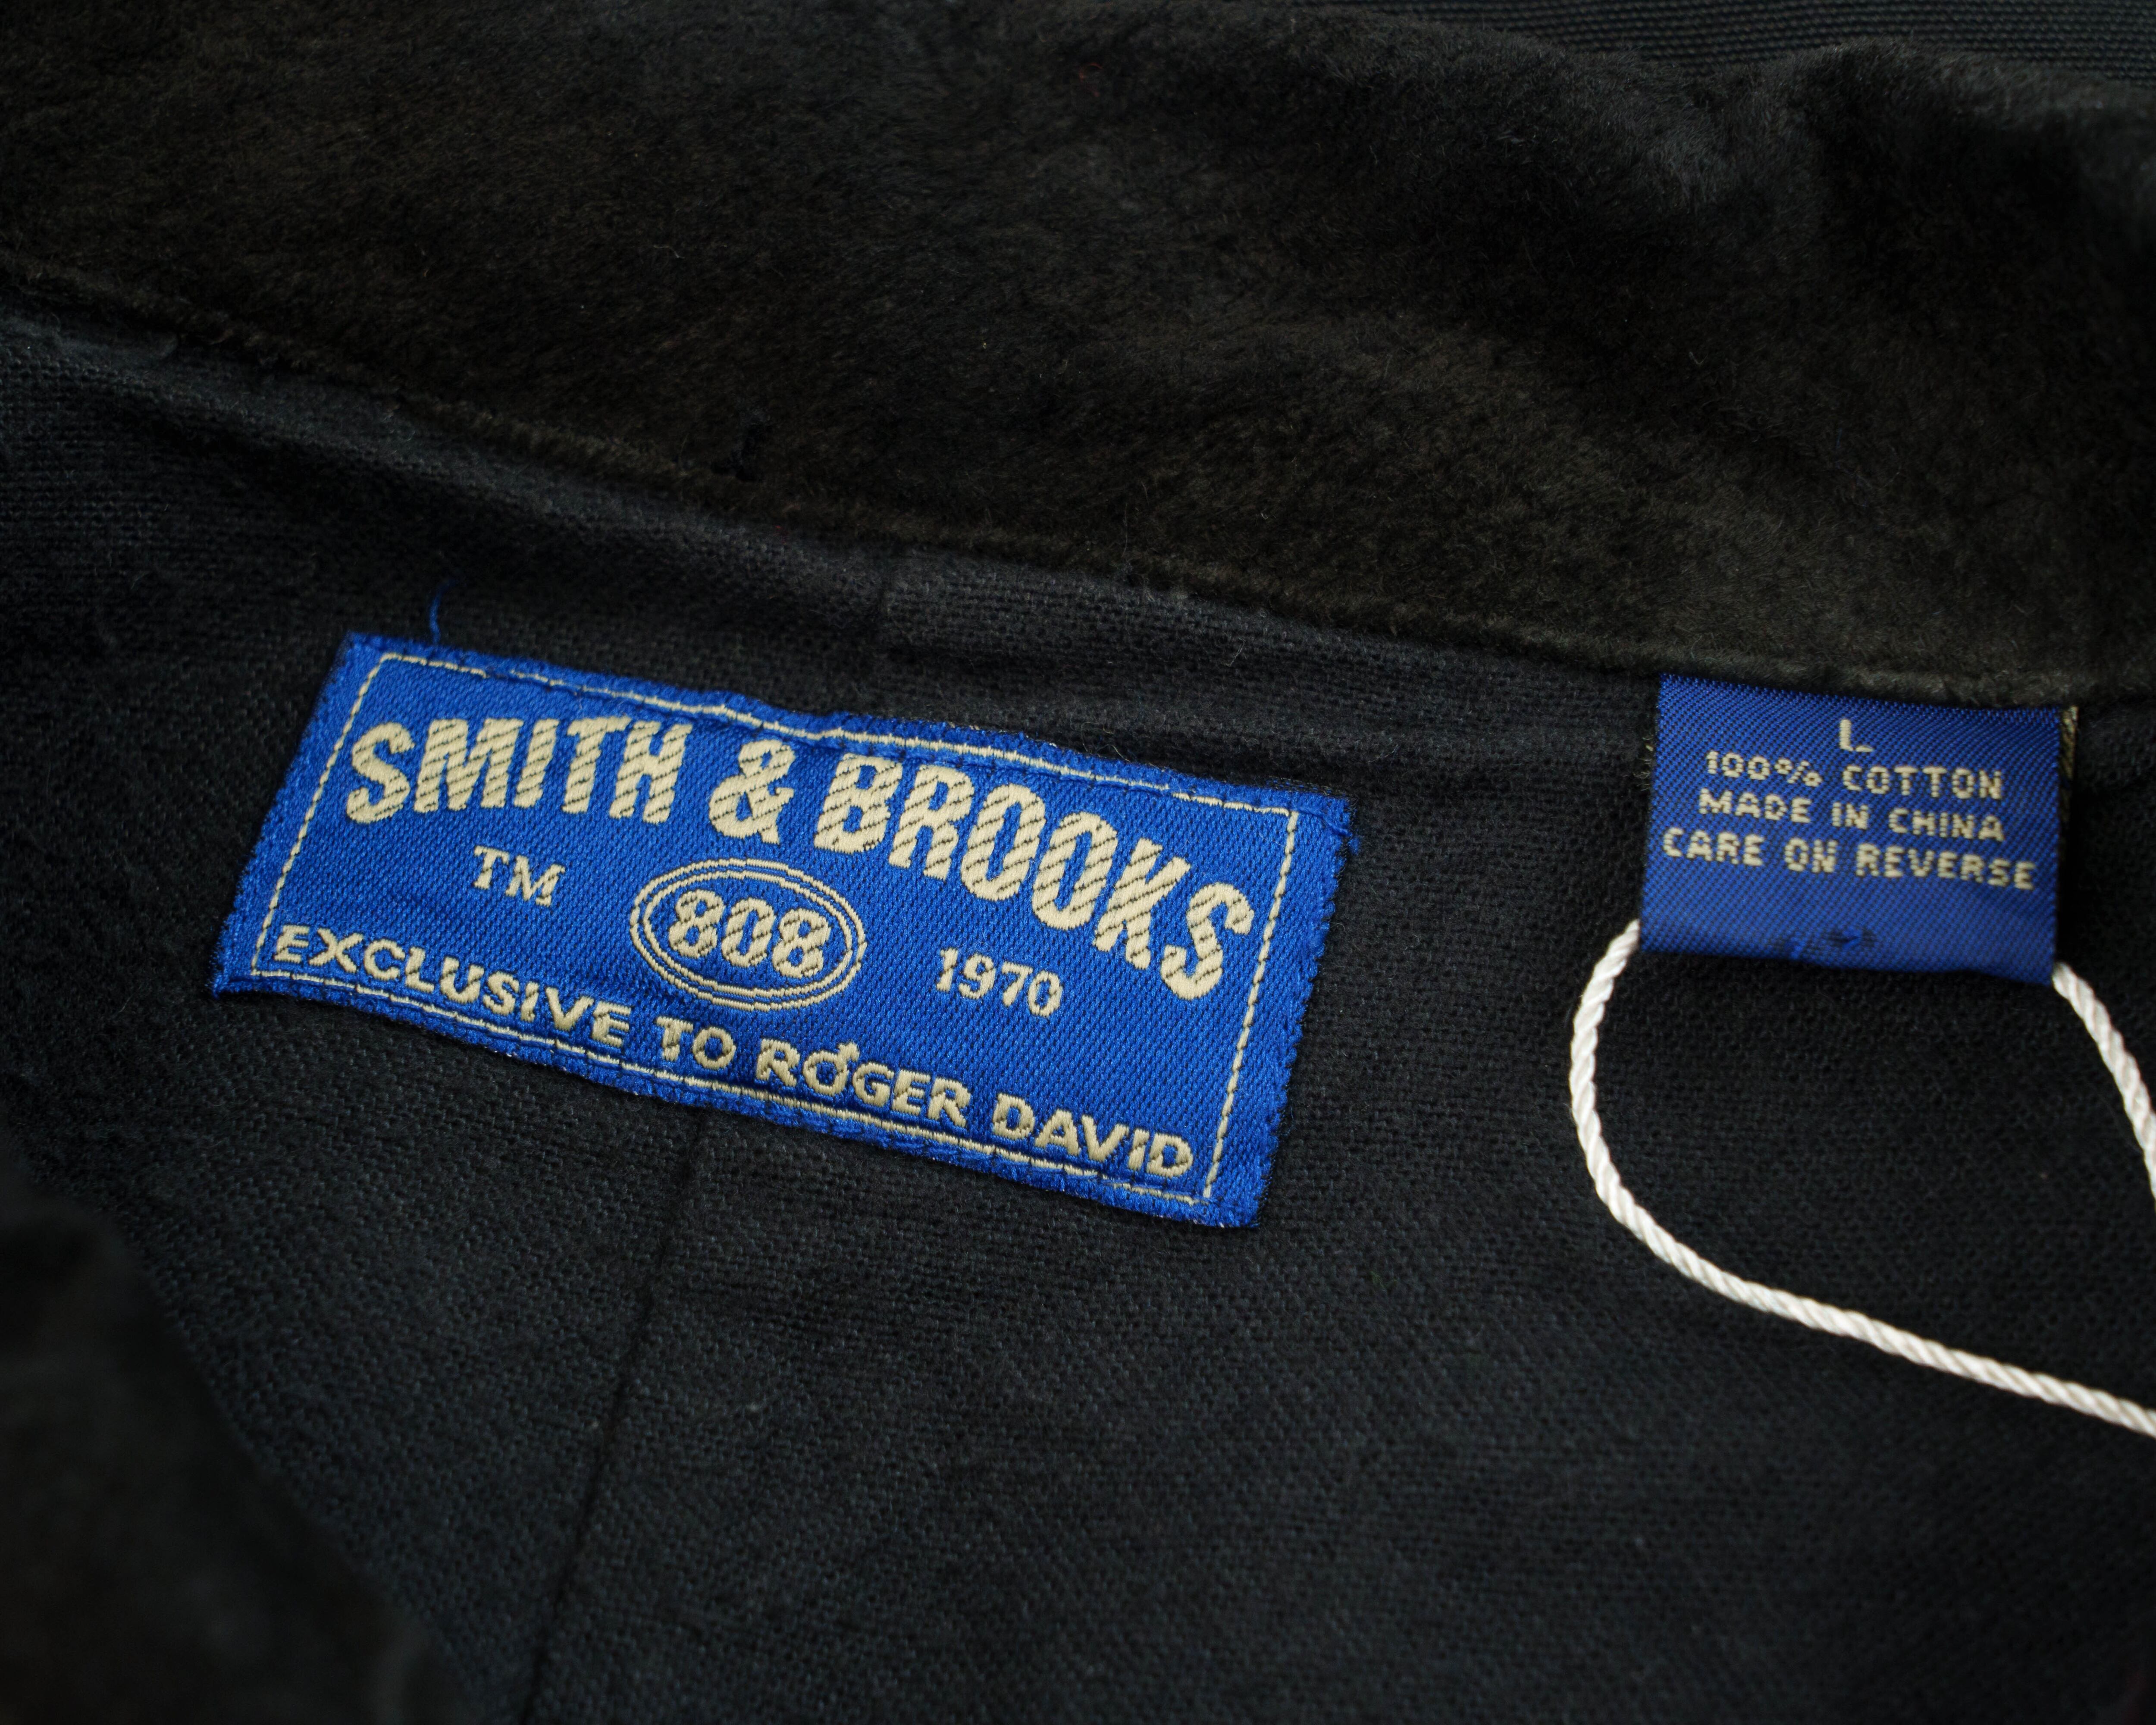 SMITH & BROOKS
TM 808 1970
EXCLUSIVE TO ROGER DAVID
L
100% COTTON
MADE IN CHINA
CARE ON REVERSE